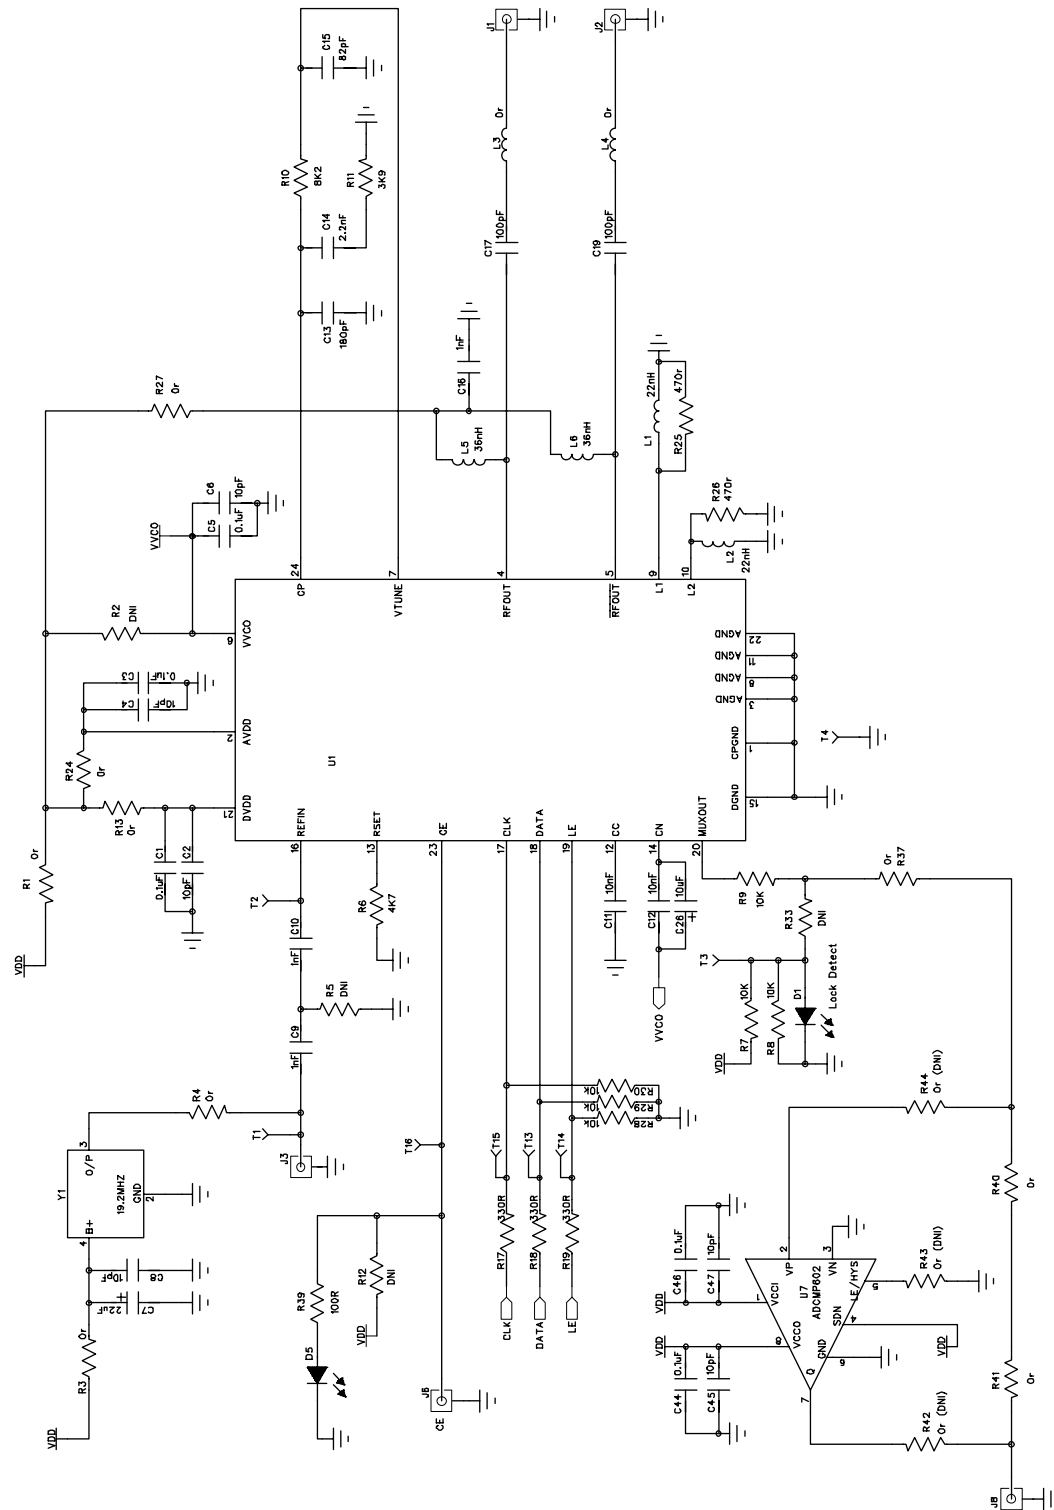 J1
J2
C15
82pF
R10
8K2
R11
3K9
C14
2.2nF
C13
180pF
L3
0r
L4
0r
C17
100pF
C19
100pF
R27
0r
C16
1nF
L5
36nH
L6
36nH
L1
22nH
R25
470r
R26
470r
L2
22nH
VVCO
C5
0.1uF
C6
10pF
R2
DNI
C3
0.1uF
C4
10pF
R24
0r
R13
0r
R1
0r
VDD
C1
0.1uF
C2
10pF
U1
24
CP
7
VTUNE
4
RFOUT
5
RFOUT
9
L1
10
L2
6
VVCO
2
AVDD
21
DVDD
AGND
22
AGND
11
AGND
8
AGND
3
CPGND
1
DGND
15
T4
16
REFIN
13
RSET
23
CE
17
CLK
18
DATA
19
LE
12
CC
14
CN
20
MUXOUT
T2
C10
1nF
R6
4K7
R5
DNI
C9
1nF
R4
0r
T1
J3
Y1
19.2MHZ
O/P
3
GND
2
B+
4
C8
10pF
C7
22uF
R3
0r
VDD
T16
R12
DNI
VDD
R39
100R
D5
J6
CE
C11
10nF
C12
10nF
C26
10uF
+
VVCO
R30
10k
R29
10k
R28
10k
T15
T13
T14
R17
330R
R18
330R
R19
330R
CLK
DATA
LE
R9
10K
R33
DNI
R37
0r
T3
R7
10K
R8
10K
VDD
D1
Lock Detect
R44
0r (DNI)
R40
0r
R43
0r (DNI)
R41
0r
R42
0r (DNI)
C46
0.1uF
C47
10pF
VDD
C44
0.1uF
C45
10pF
VDD
U7
ADCMP602
VP
2
VN
3
VCCI
1
LE/HYS
5
SDN
4
VCCO
8
GND
6
Q
7
VDD
J8